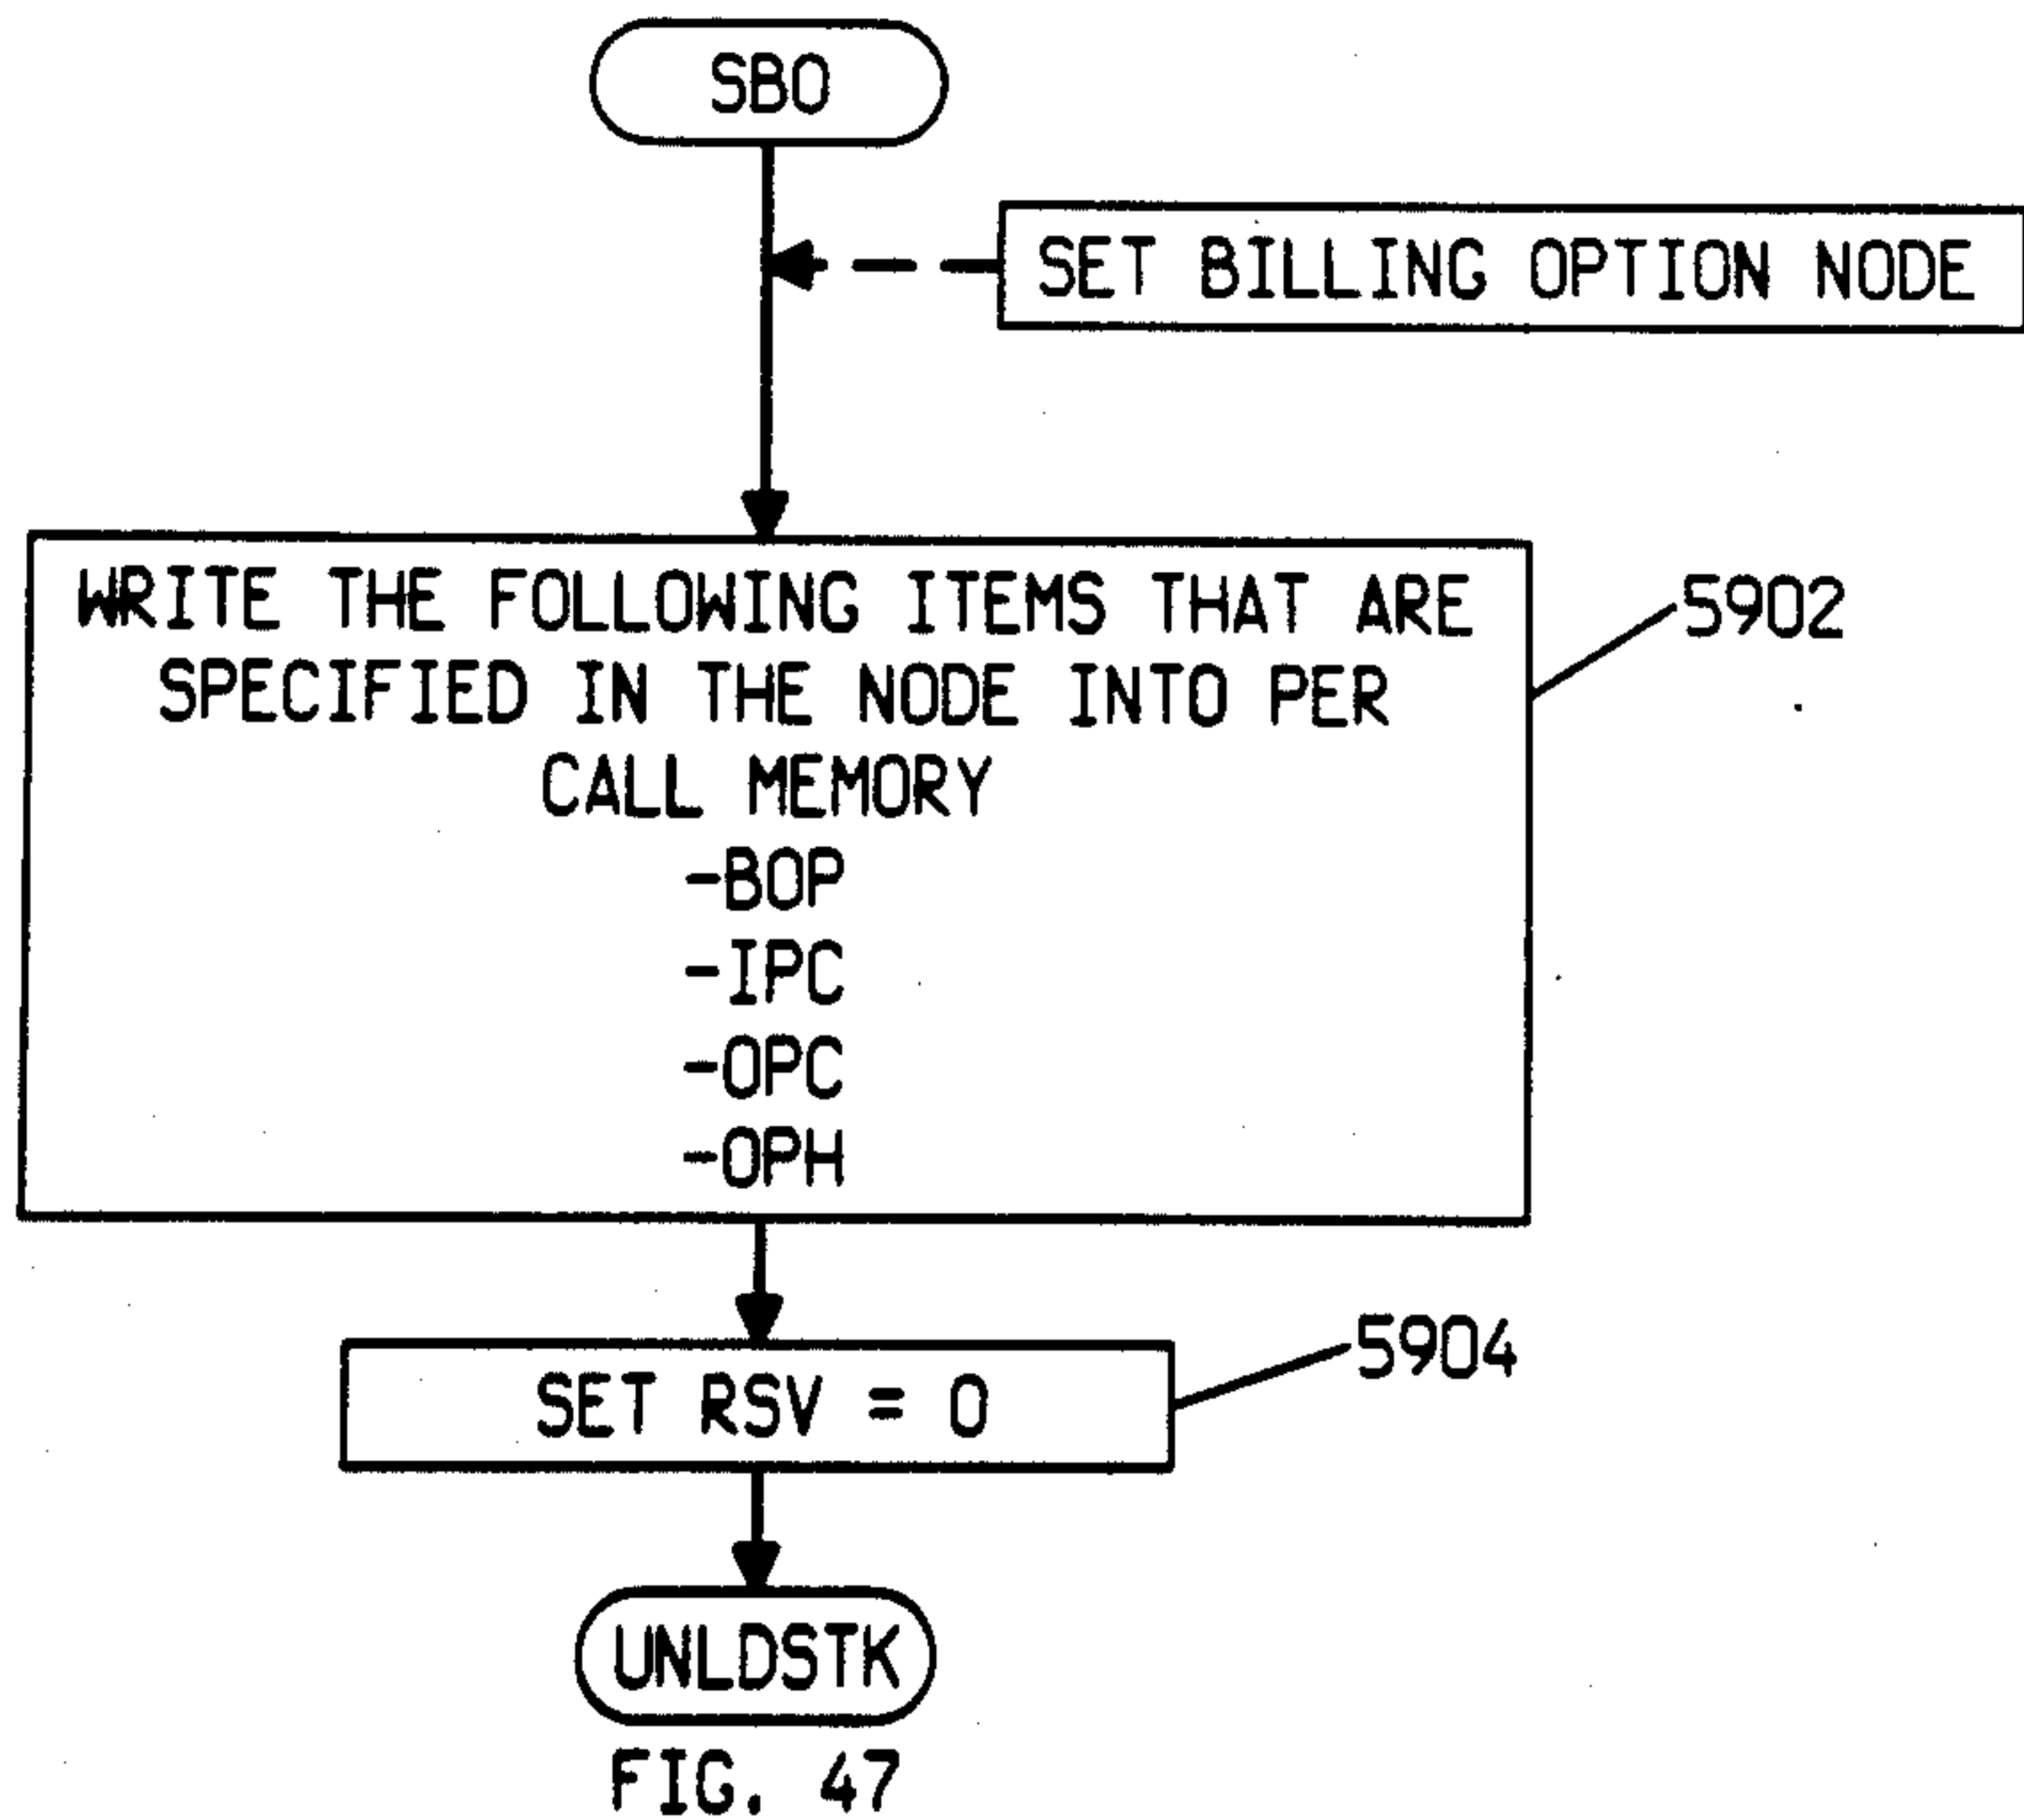 SBO
SET BILLING OPTION NODE
WRITE THE FOLLOWING ITEMS THAT ARE
SPECIFIED IN THE NODE INTO PER
CALL MEMORY
-BOP
-IPC
-OPC
-OPH
5902
SET RSV = 0
5904
UNLDSTK
FIG. 47